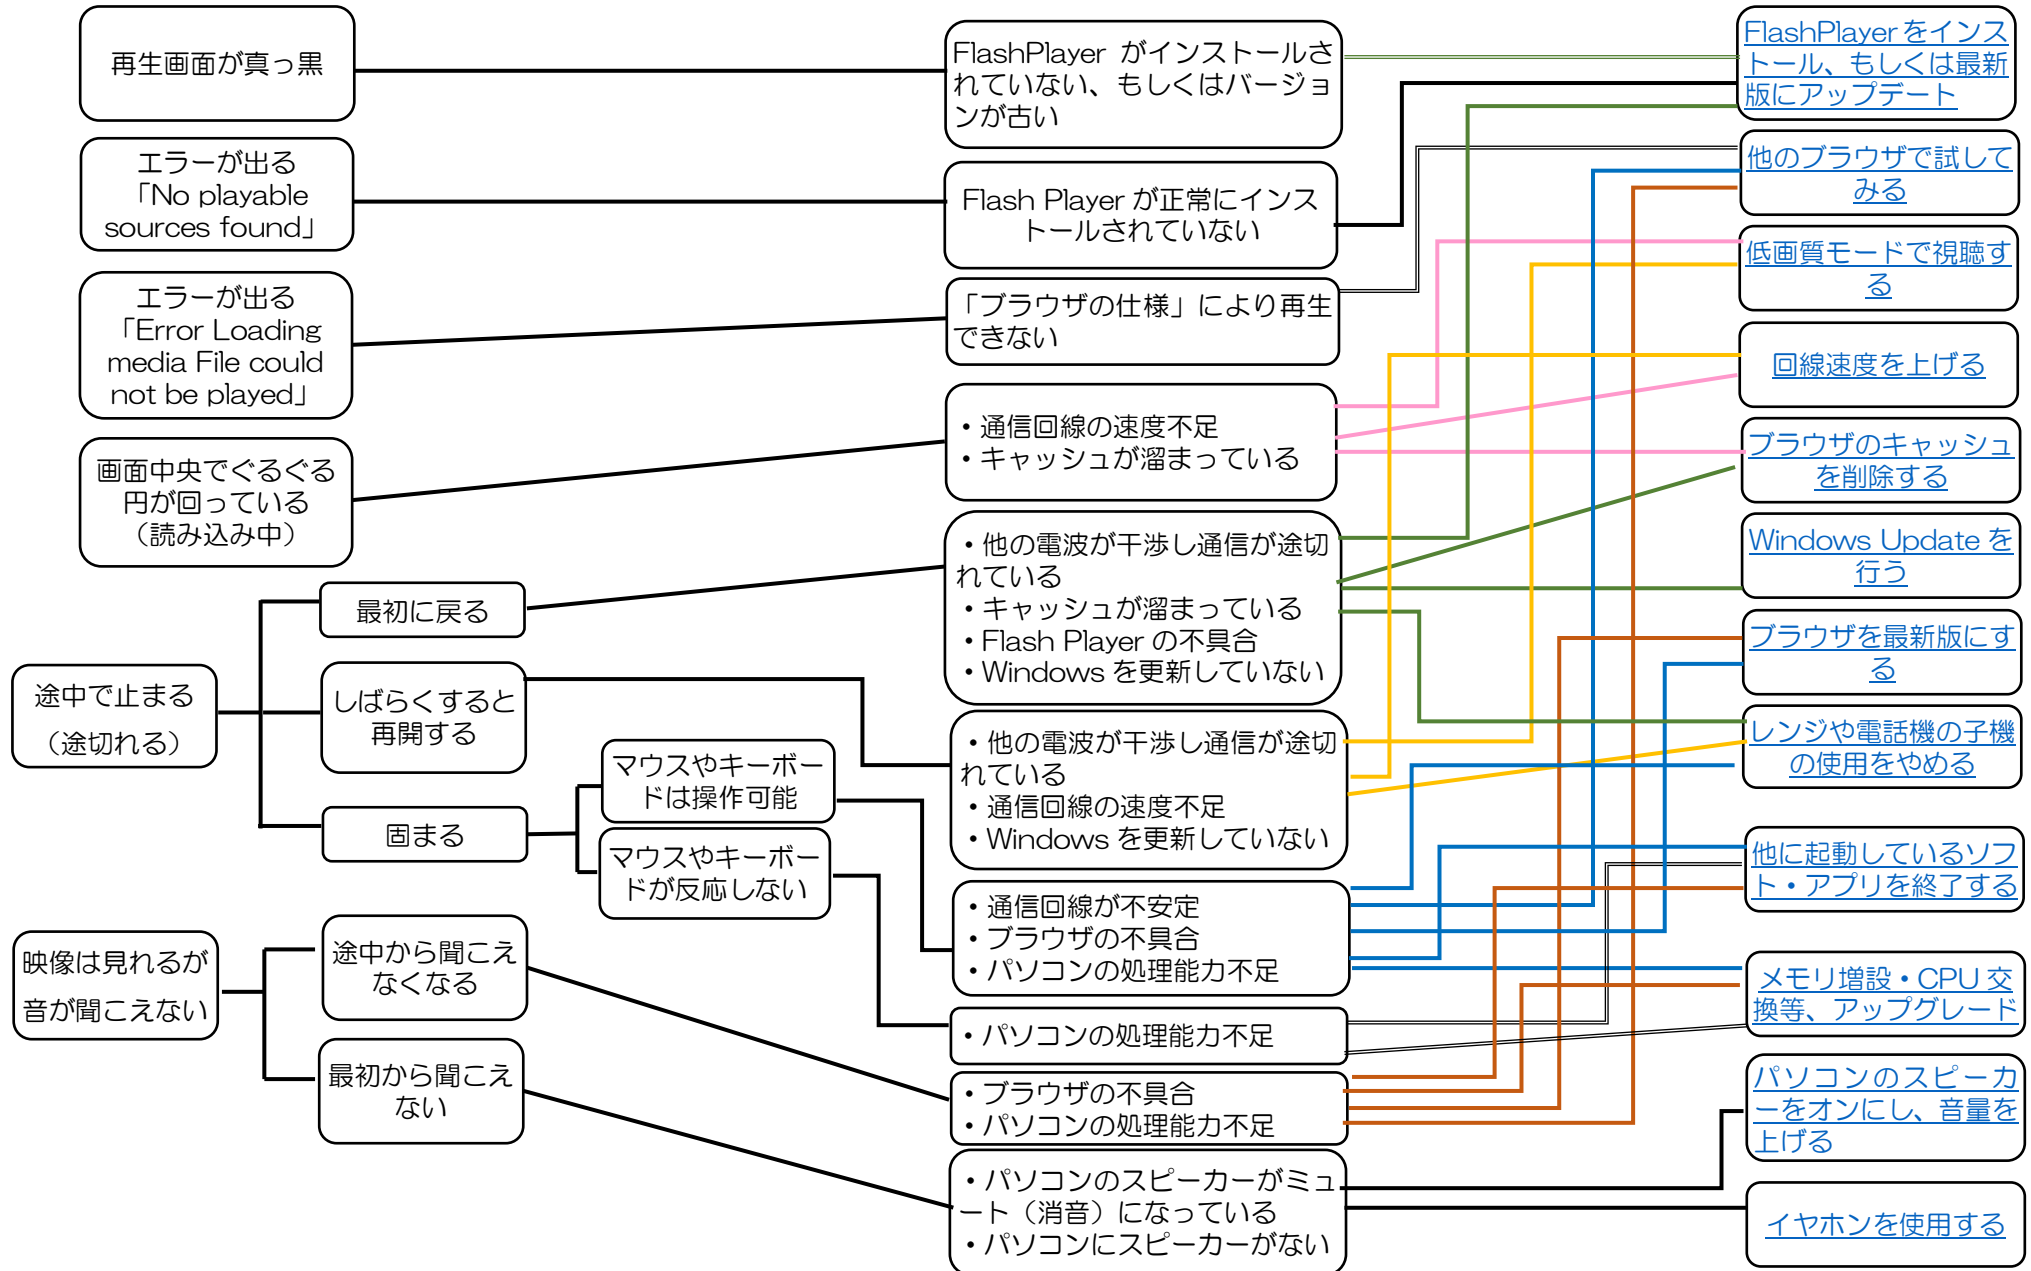 再生画面が真っ黒
エラーが出る
「No playable
sources found」
エラーが出る
「Error Loading
media File could
not be played」
画面中央でぐるぐる
円が回っている
（読み込み中）
最初に戻る
途中で止まる
（途切れる）
しばらくすると
再開する
固まる
マウスやキーボー
ドは操作可能
マウスやキーボー
ドが反応しない
映像は見れるが
音が聞こえない
途中から聞こえ
なくなる
最初から聞こえ
ない
FlashPlayer がインストールさ
れていない、もしくはバージョ
ンが古い
Flash Player が正常にインス
トールされていない
「ブラウザの仕様」により再生
できない
・通信回線の速度不足
・キャッシュが溜まっている
・他の電波が干渉し通信が途切
れている
・キャッシュが溜まっている
・Flash Player の不具合
・Windows を更新していない
・他の電波が干渉し通信が途切
れている
・通信回線の速度不足
・Windows を更新していない
・通信回線が不安定
・ブラウザの不具合
・パソコンの処理能力不足
・パソコンの処理能力不足
・ブラウザの不具合
・パソコンの処理能力不足
・パソコンのスピーカーがミュ
ート（消音）になっている
・パソコンにスピーカーがない
FlashPlayer をインス
トール、もしくは最新
版にアップデート
他のブラウザで試して
みる
低画質モードで視聴す
る
回線速度を上げる
ブラウザのキャッシュ
を削除する
Windows Update を
行う
ブラウザを最新版にす
る
レンジや電話機の子機
の使用をやめる
他に起動しているソフ
ト・アプリを終了する
メモリ増設・CPU 交
換等、アップグレード
パソコンのスピーカ
ーをオンにし、音量を
上げる
イヤホンを使用する